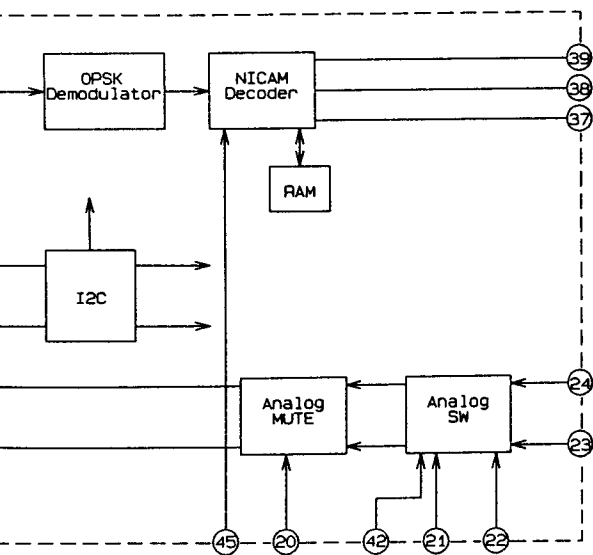 OPSK
Demodulator
NICAM
Decoder
39
38
37
RAM
I2C
Analog
MUTE
Analog
SW
24
23
45
20
42
21
22